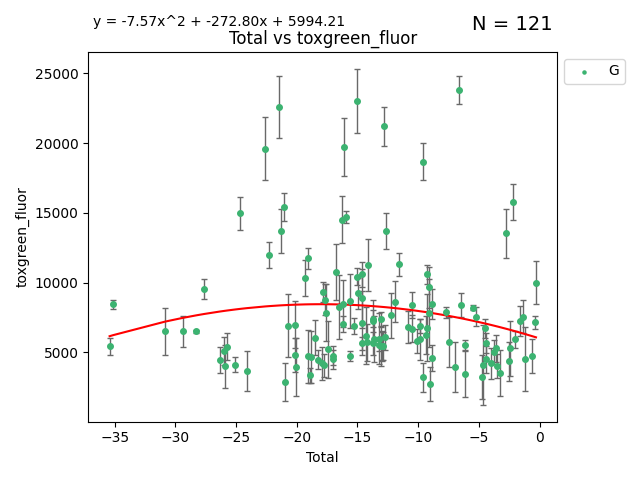 y = -7.57x^2 + -272.80x + 5994.21
N = 121
Total vs toxgreen_fluor
G
toxgreen_fluor
25000
20000
15000
10000
5000
−35
−30
−25
−20
−15
−10
−5
0
Total